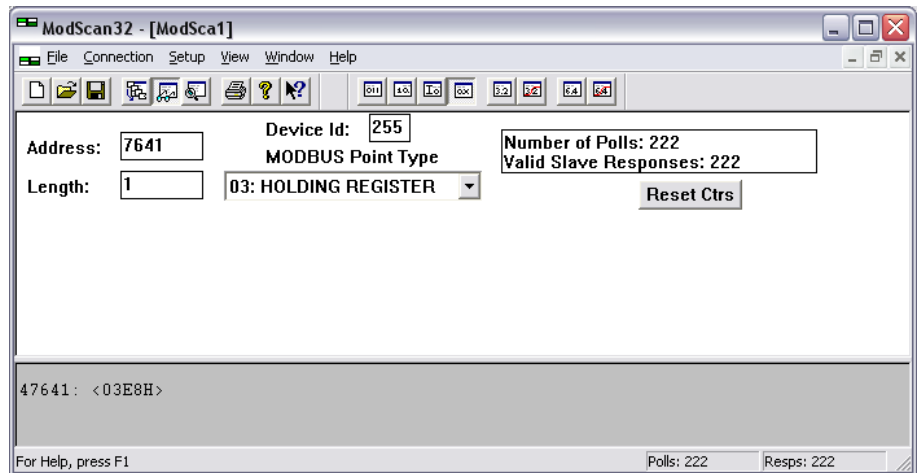 ModScan32 - [ModSca1]
File Connection Setup View Window Help
Address: 7641
Device Id: 255
MODBUS Point Type
Length: 1
03: HOLDING REGISTER
Number of Polls: 222
Valid Slave Responses: 222
Reset Ctrs
47641: <03E8H>
For Help, press F1
Polls: 222
Resps: 222